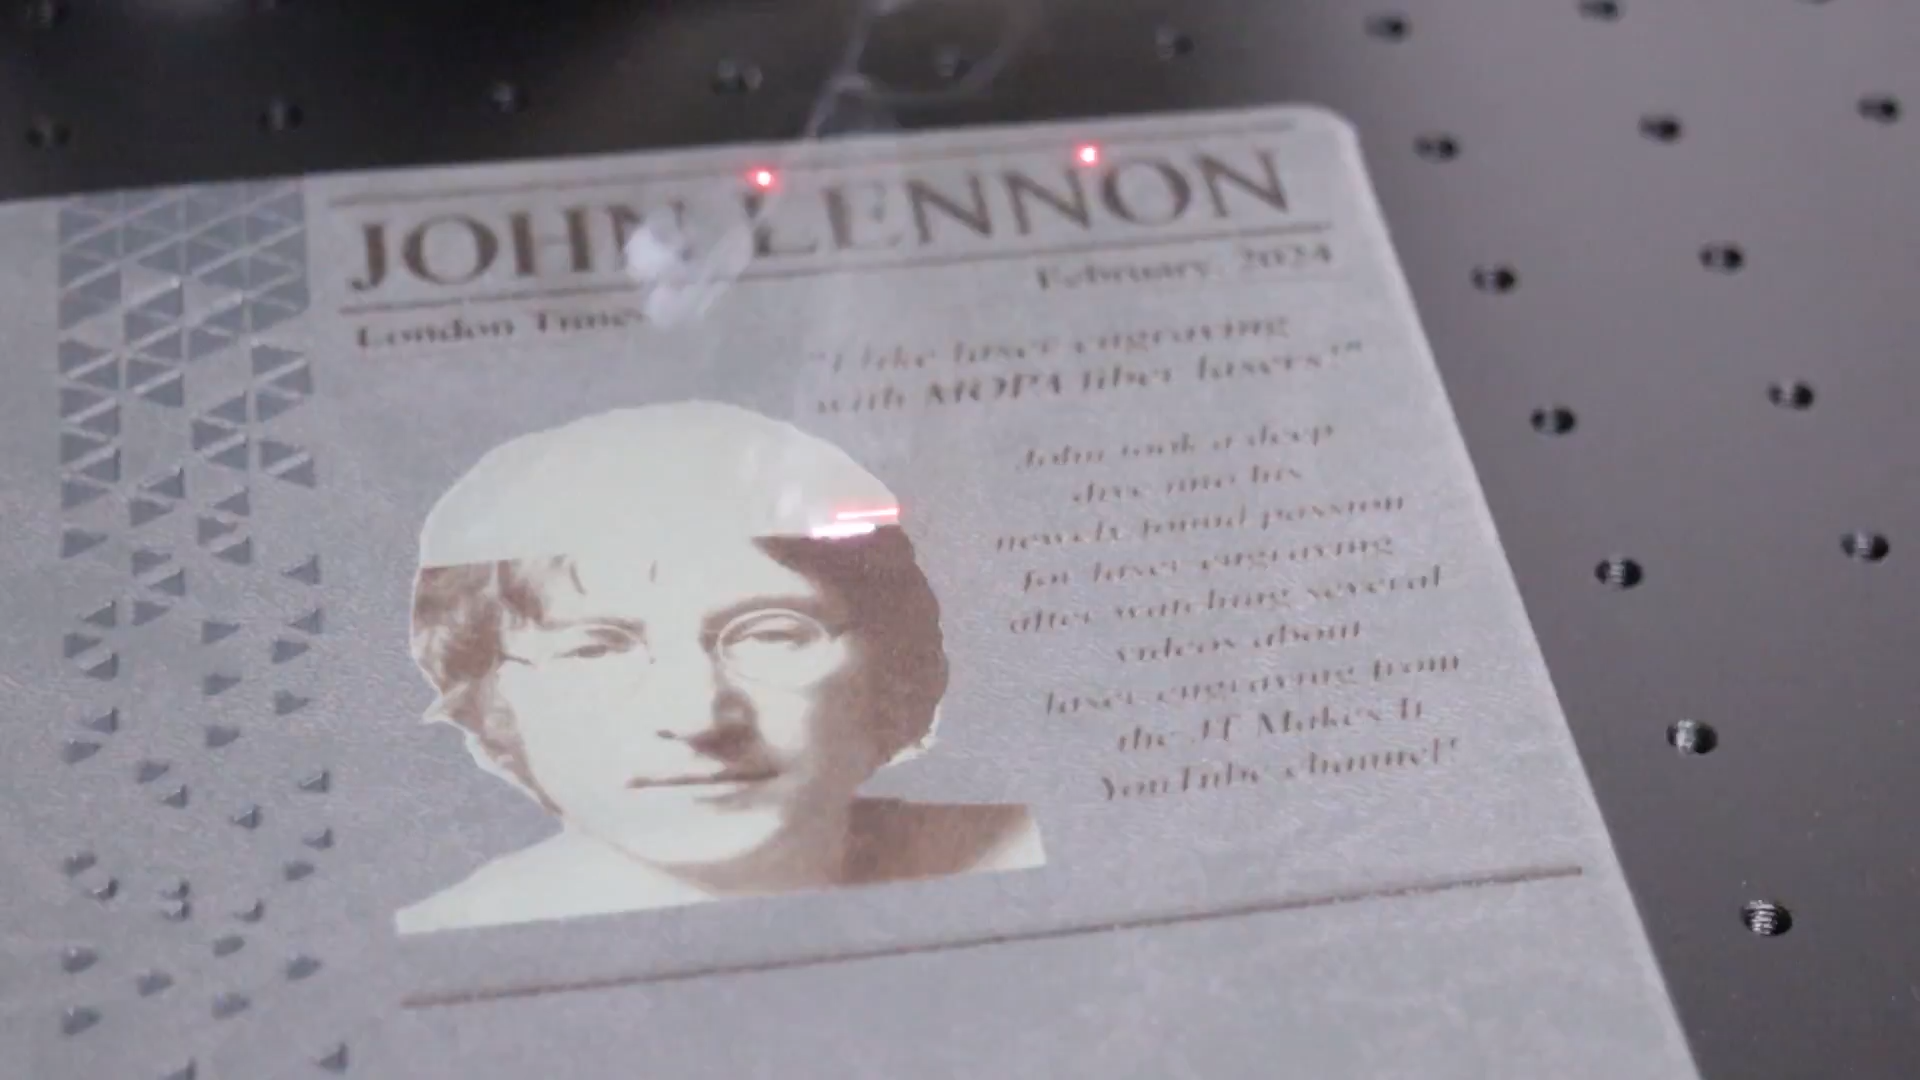 JOHN LENNON
London Times
February, 2024
"I like laser engraving
with MOPA fiber lasers!"
John took a deep
dive into his
newely found passion
for laser engraving
after watching several
videos about
laser engraving from
the JT Makes It
YouTube channel!